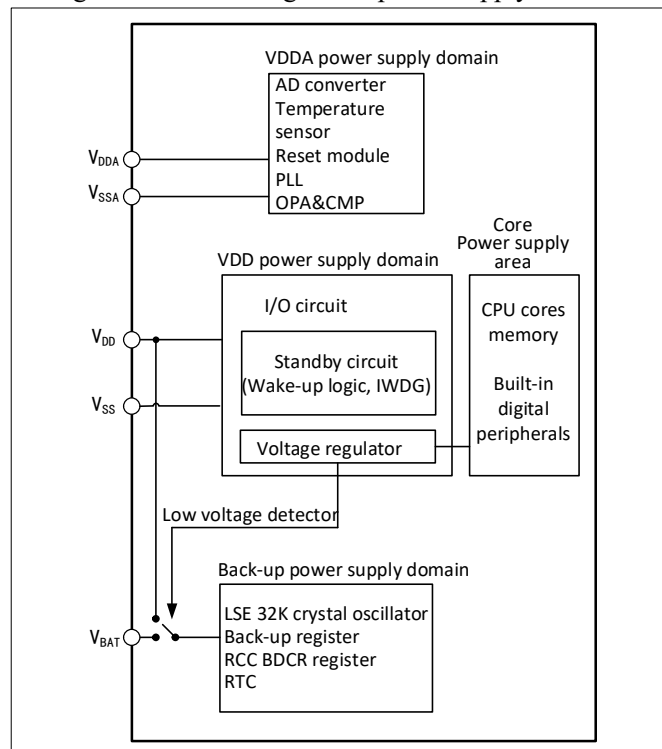 VDDA power supply domain
AD converter
Temperature
sensor
Reset module
PLL
OPA&CMP
VDDA
VSSA
Core
Power supply
area
VDD power supply domain
I/O circuit
CPU cores
memory
Built-in
digital
peripherals
VDD
Standby circuit
(Wake-up logic, IWDG)
VSS
Voltage regulator
Low voltage detector
Back-up power supply domain
LSE 32K crystal oscillator
Back-up register
RCC BDCR register
RTC
VBAT